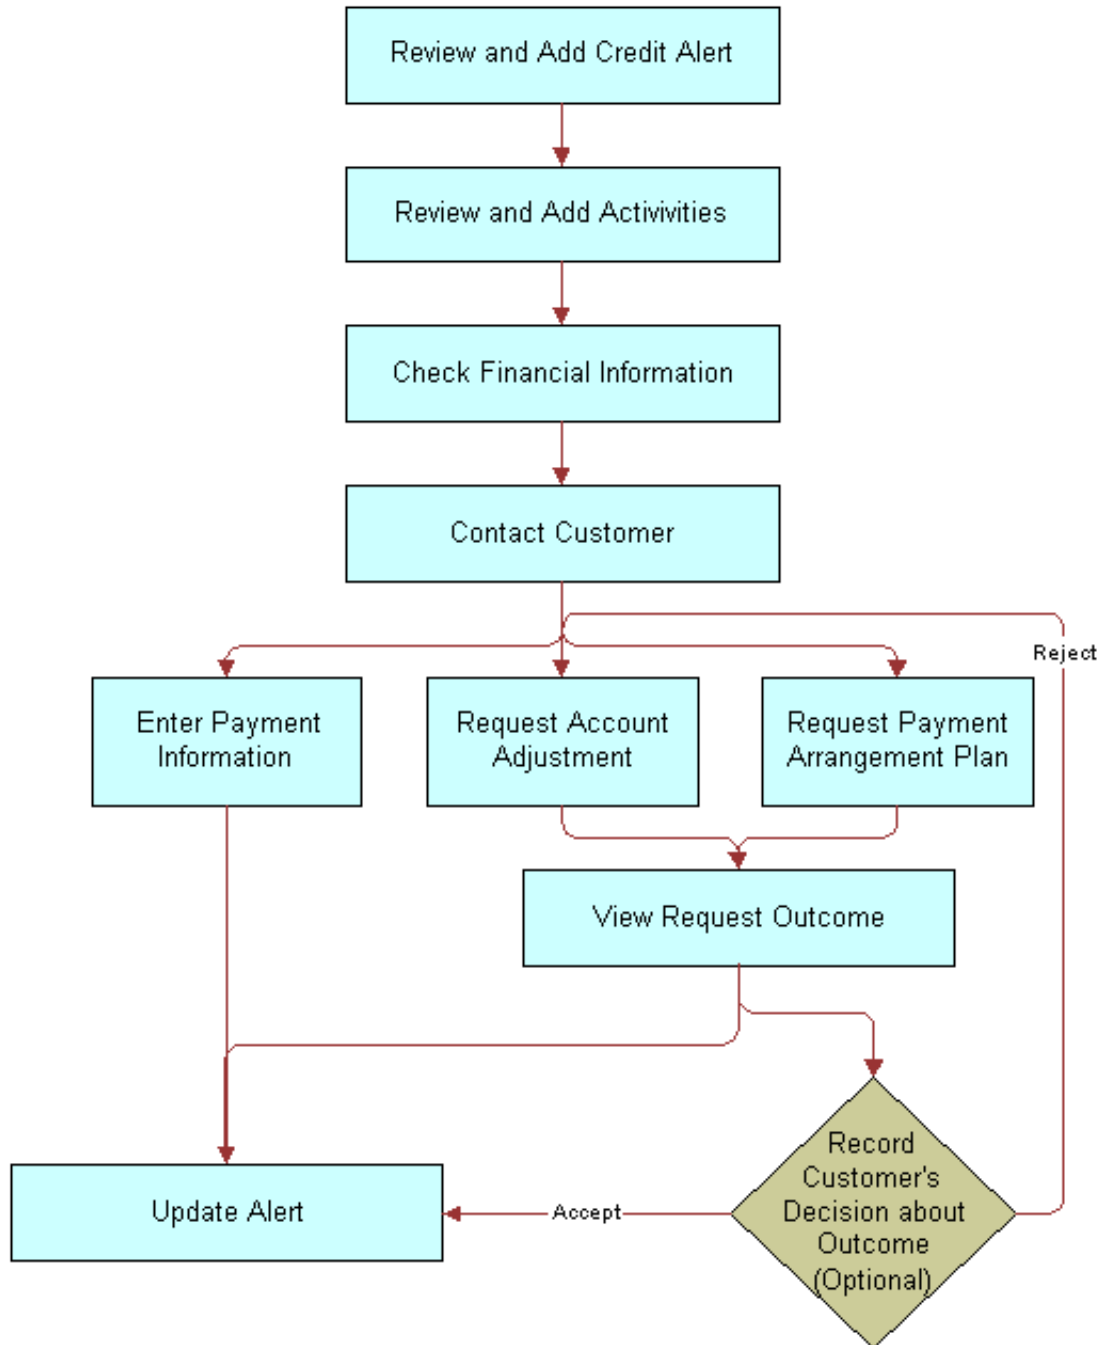 Review and Add Credit Alert
Review and Add Activivities
Check Financial Information
Contact Customer
Reject
Enter Payment
Information
Request Account
Adjustment
Request Payment
Arrangement Plan
View Request Outcome
Record
Customer's
Decision about
Outcome
(Optional)
Accept
Update Alert